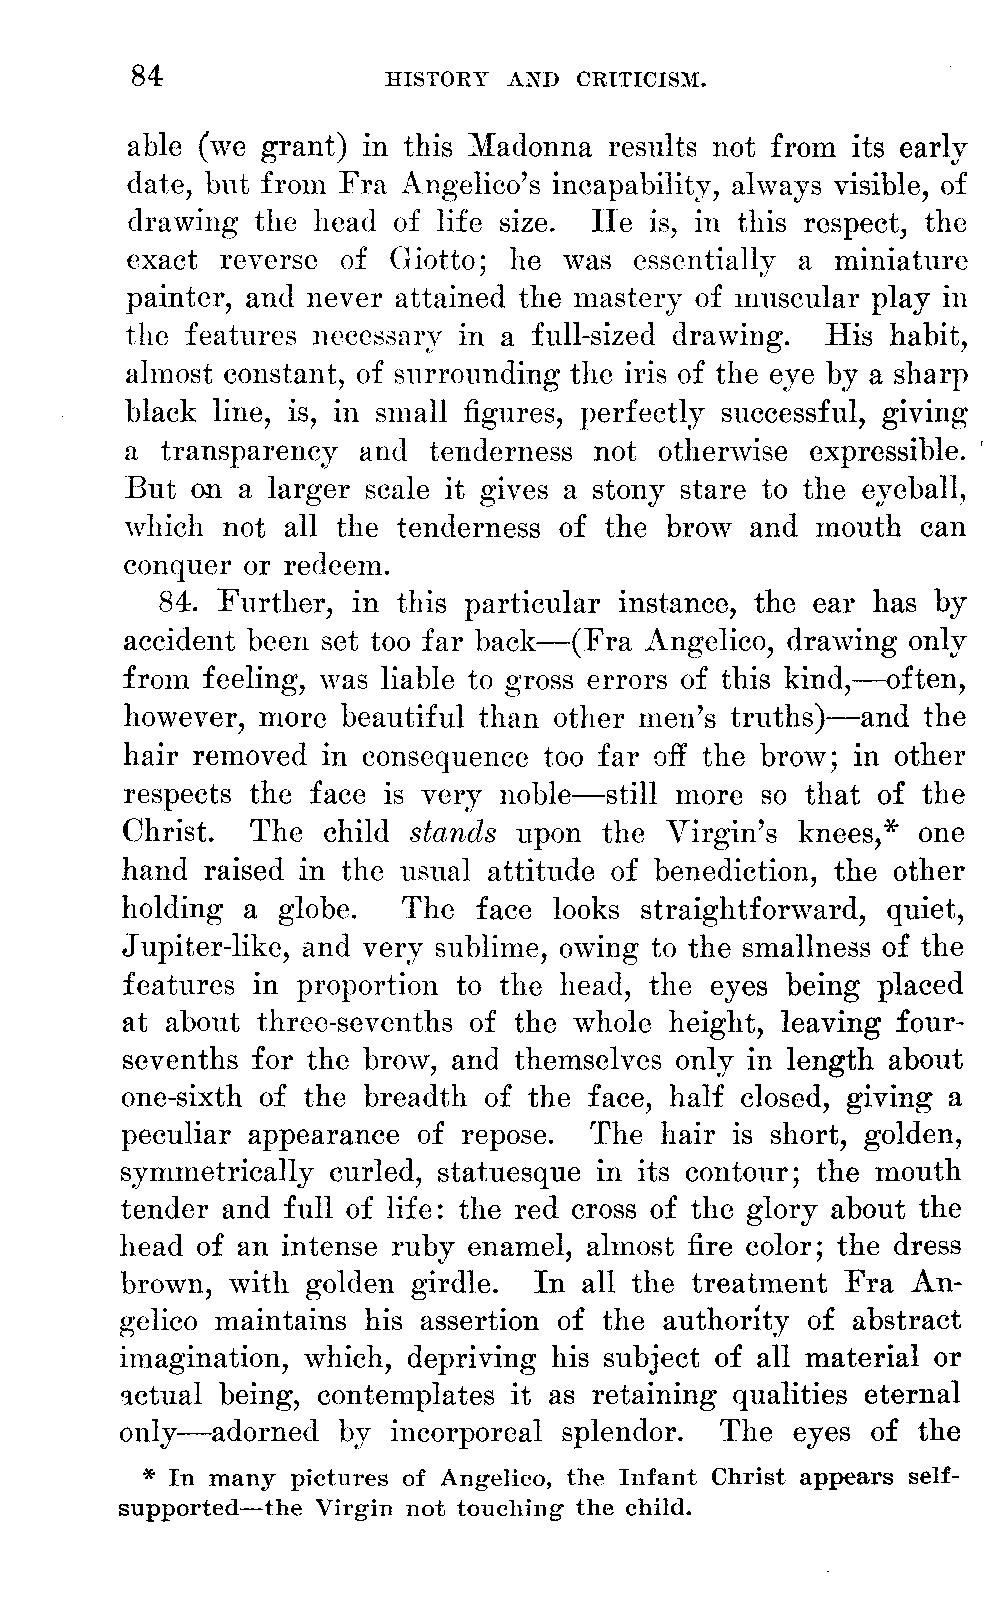 84 HISTORY AND CRITICISM.
able (we grant) in this Madonna results not from its early
date, but from Fra Angelico's incapability, always visible, of
drawing the head of life size. He is, in this respect, the
exact reverse of Giotto; he was essentially a miniature
painter, and never attained the mastery of muscular play in
the features necessary in a full-sized drawing. His habit,
almost constant, of surrounding the iris of the eye by a sharp
black line, is, in small figures, perfectly successful, giving
a transparency and tenderness not otherwise expressible.
But on a larger scale it gives a stony stare to the eyeball,
which not all the tenderness of the brow and mouth can
conquer or redeem.
84. Further, in this particular instance, the ear has by
accident been set too far back—(Fra Angelico, drawing only
from feeling, was liable to gross errors of this kind,—often,
however, more beautiful than other men's truths)—and the
hair removed in consequence too far off the brow; in other
respects the face is very noble—still more so that of the
Christ. The child stands upon the Virgin's knees,* one
hand raised in the usual attitude of benediction, the other
holding a globe. The face looks straightforward, quiet,
Jupiter-like, and very sublime, owing to the smallness of the
features in proportion to the head, the eyes being placed
at about three-sevenths of the whole height, leaving four-
sevenths for the brow, and themselves only in length about
one-sixth of the breadth of the face, half closed, giving a
peculiar appearance of repose. The hair is short, golden,
symmetrically curled, statuesque in its contour; the mouth
tender and full of life: the red cross of the glory about the
head of an intense ruby enamel, almost fire color; the dress
brown, with golden girdle. In all the treatment Fra An-
gelico maintains his assertion of the authority of abstract
imagination, which, depriving his subject of all material or
actual being, contemplates it as retaining qualities eternal
only—adorned by incorporeal splendor. The eyes of the
* In many pictures of Angelico, the Infant Christ appears self-
supported—the Virgin not touching the child.